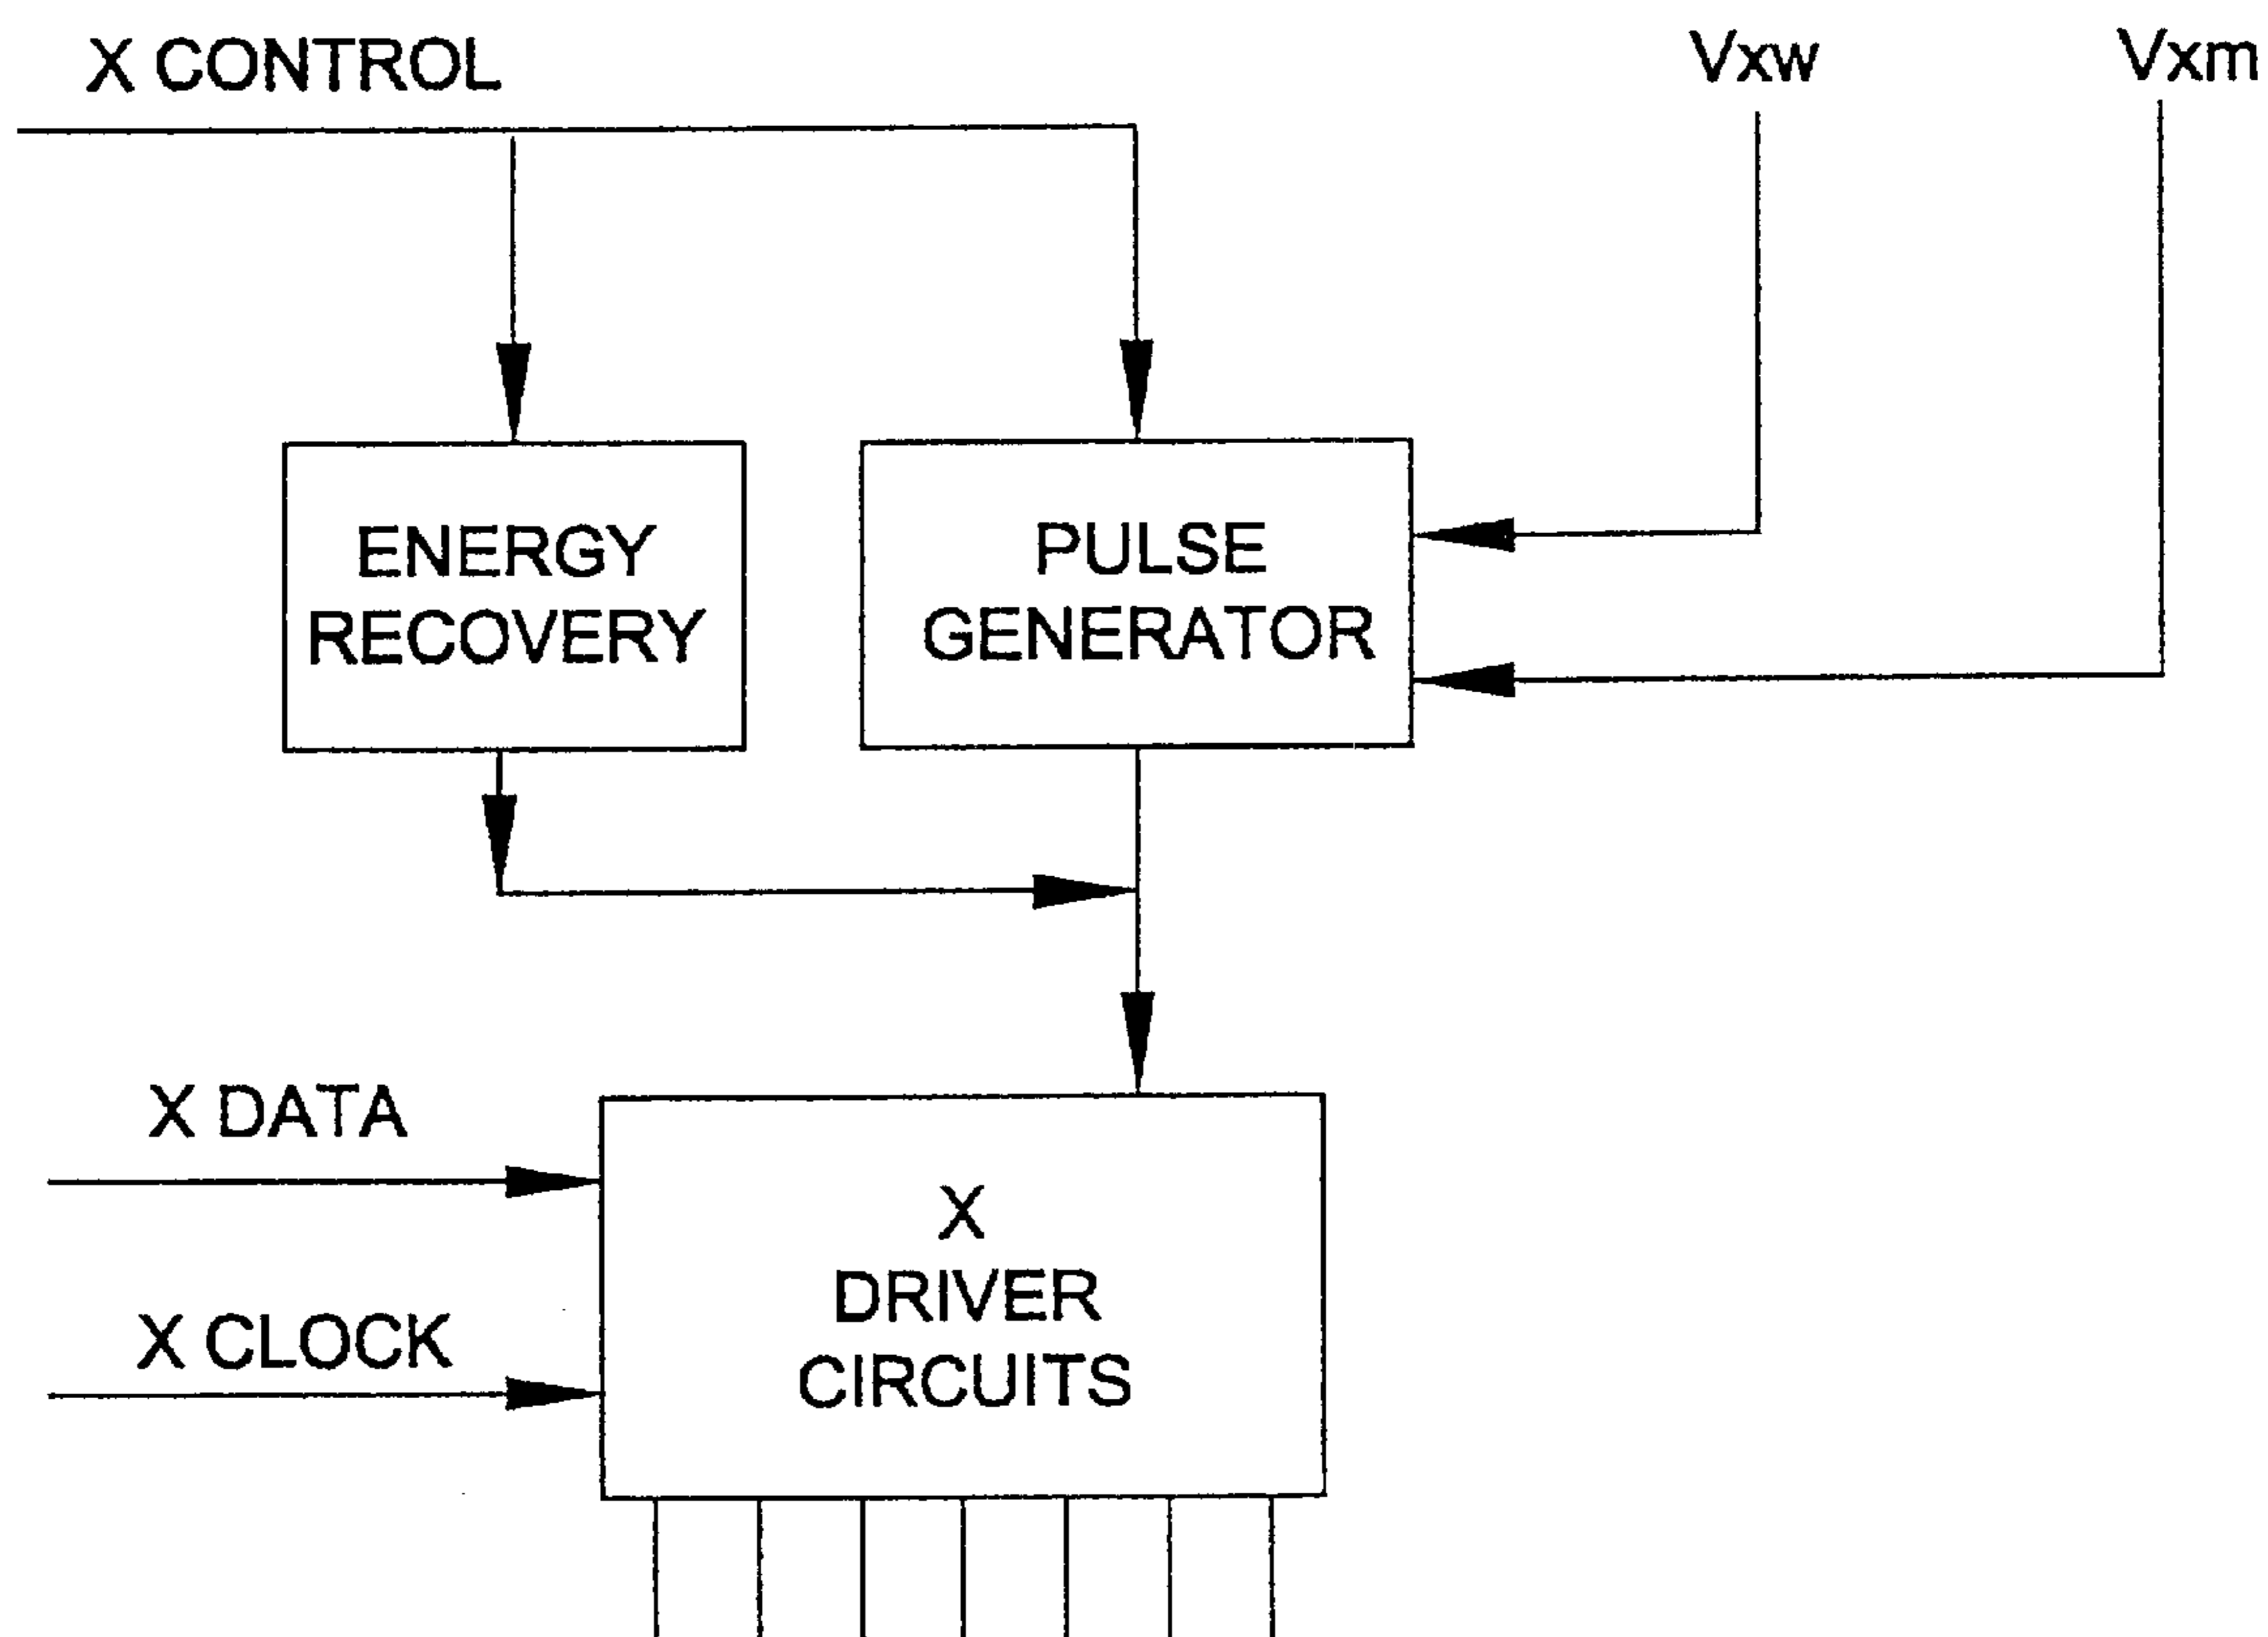 X CONTROL
Vxw
Vxm
ENERGY
RECOVERY
PULSE
GENERATOR
X DATA
X CLOCK
X
DRIVER
CIRCUITS